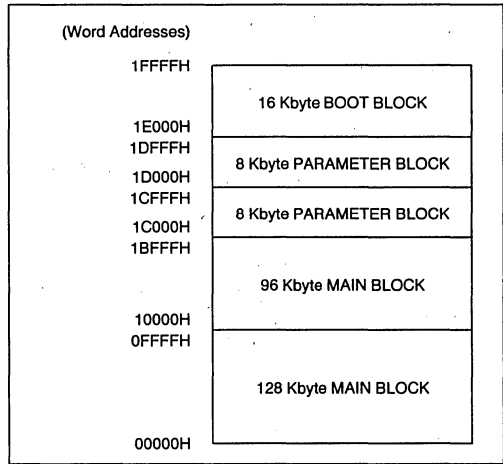 (Word Addresses)
1FFFFH
16 Kbyte BOOT BLOCK
1E000H
1DFFFH
8 Kbyte PARAMETER BLOCK
1D000H
1CFFFH
8 Kbyte PARAMETER BLOCK
1C000H
1BFFFH
96 Kbyte MAIN BLOCK
10000H
0FFFFH
128 Kbyte MAIN BLOCK
00000H